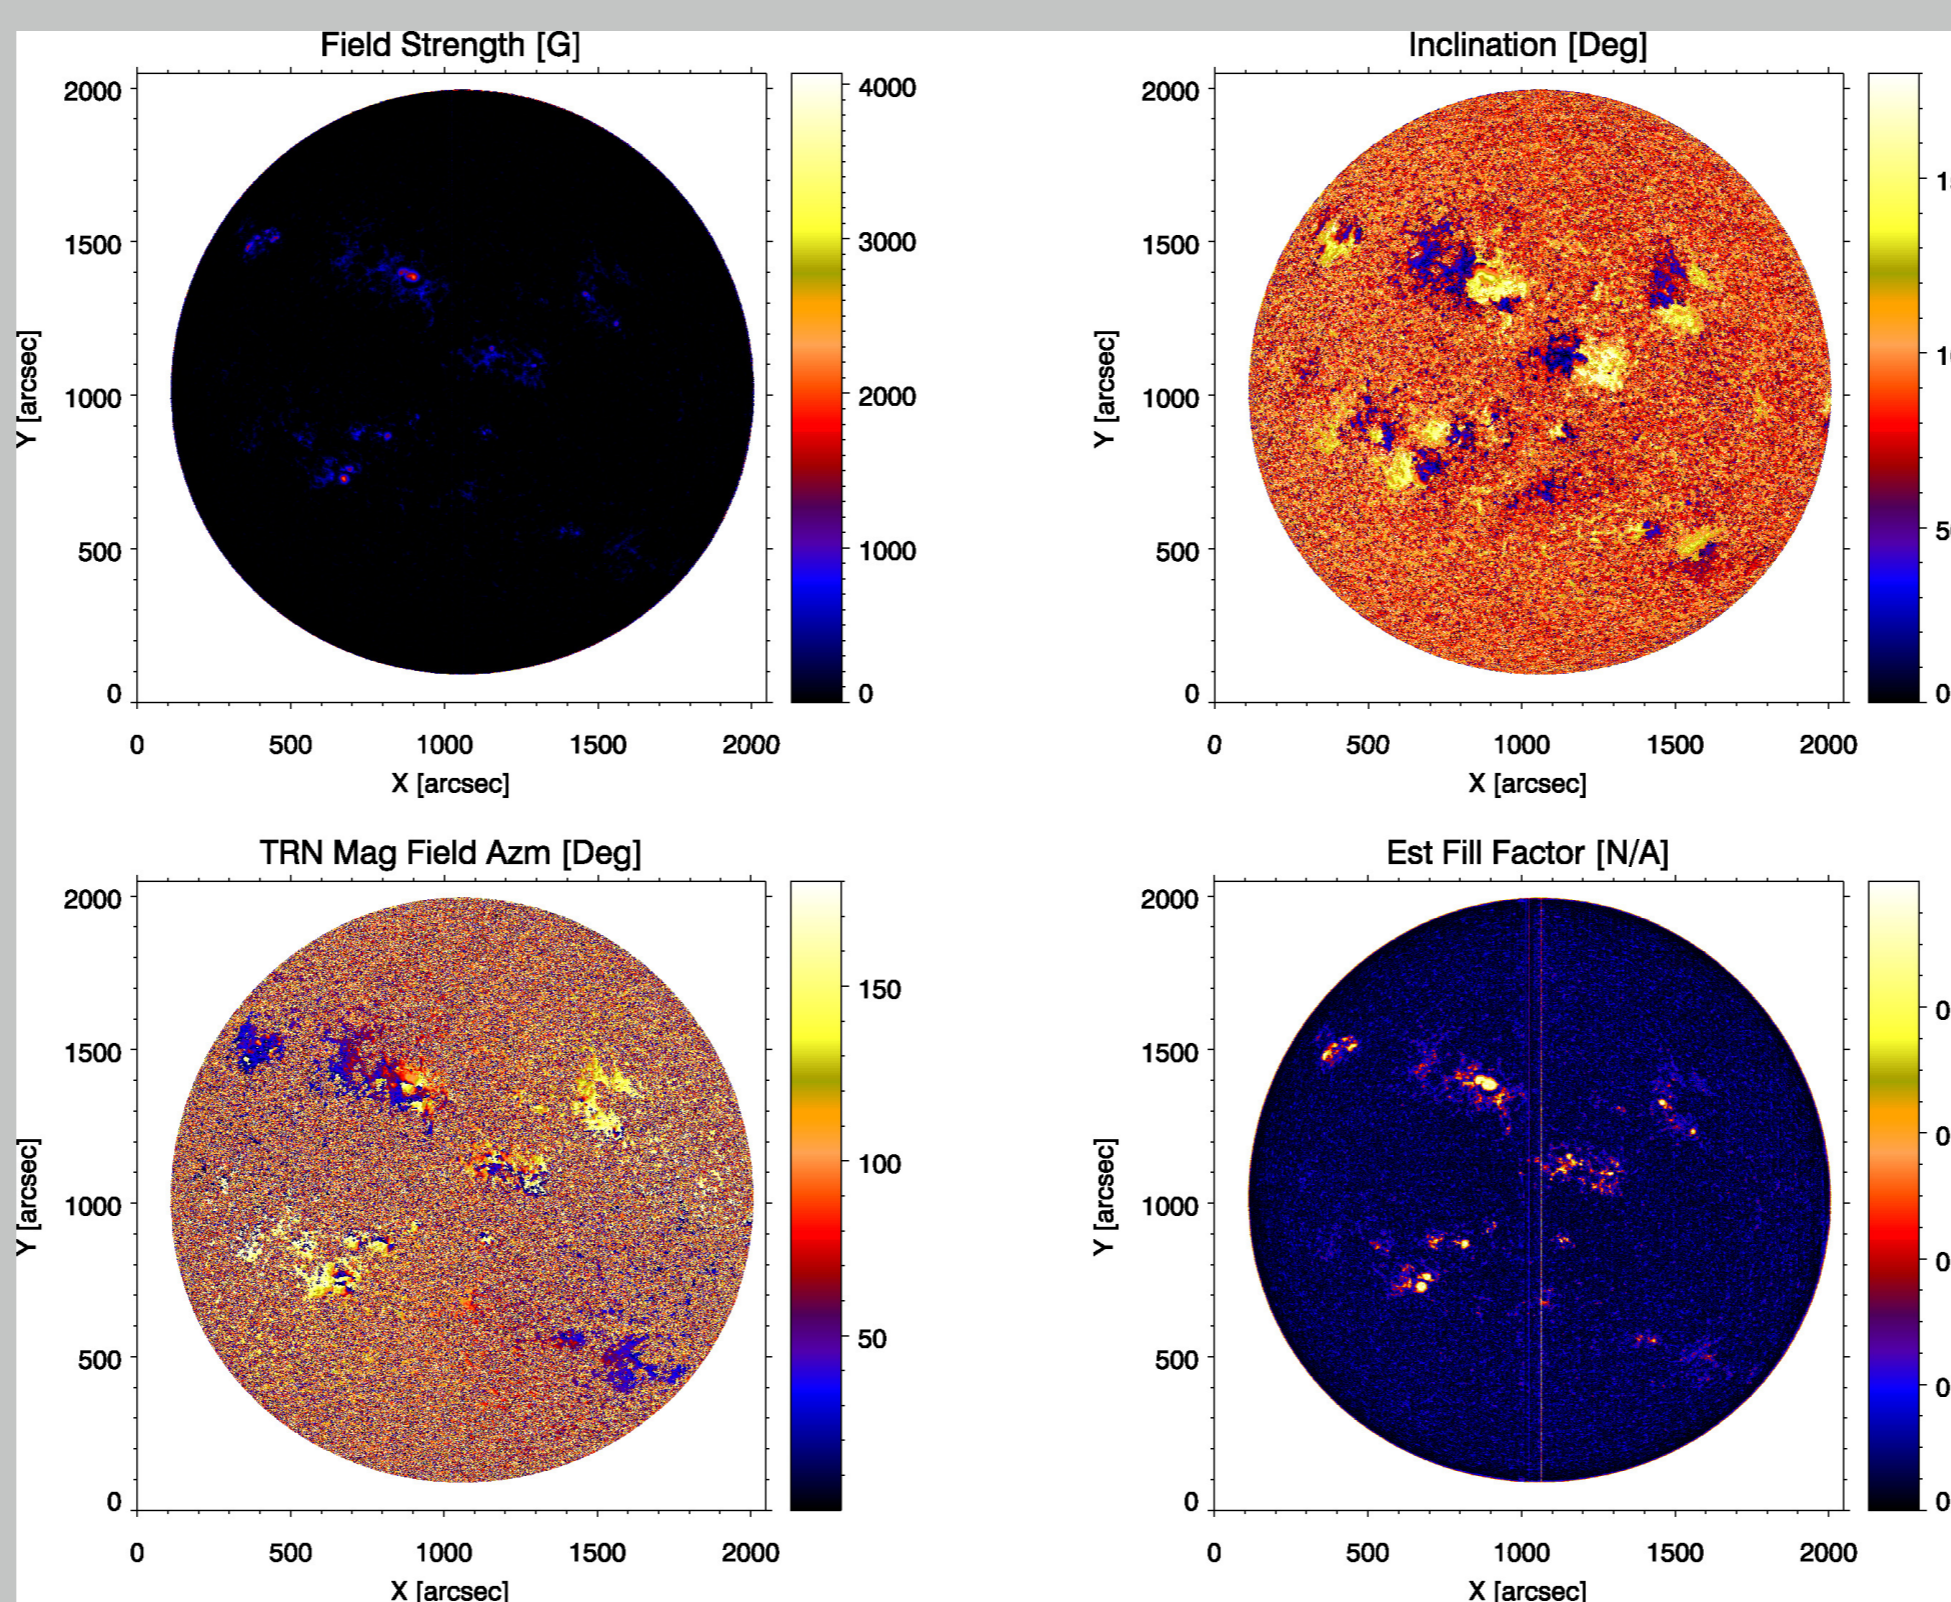 Field Strength [G]
Inclination [Deg]
2000
1500
1000
500
0
Y [arcsec]
0 500 1000 1500 2000
X [arcsec]
4000
3000
2000
1000
0
2000
1500
1000
500
0
Y [arcsec]
0 500 1000 1500 2000
X [arcsec]
0
TRN Mag Field Azm [Deg]
Est Fill Factor [N/A]
2000
1500
1000
500
0
Y [arcsec]
0 500 1000 1500 2000
X [arcsec]
150
100
50
2000
1500
1000
500
0
Y [arcsec]
0 500 1000 1500 2000
X [arcsec]